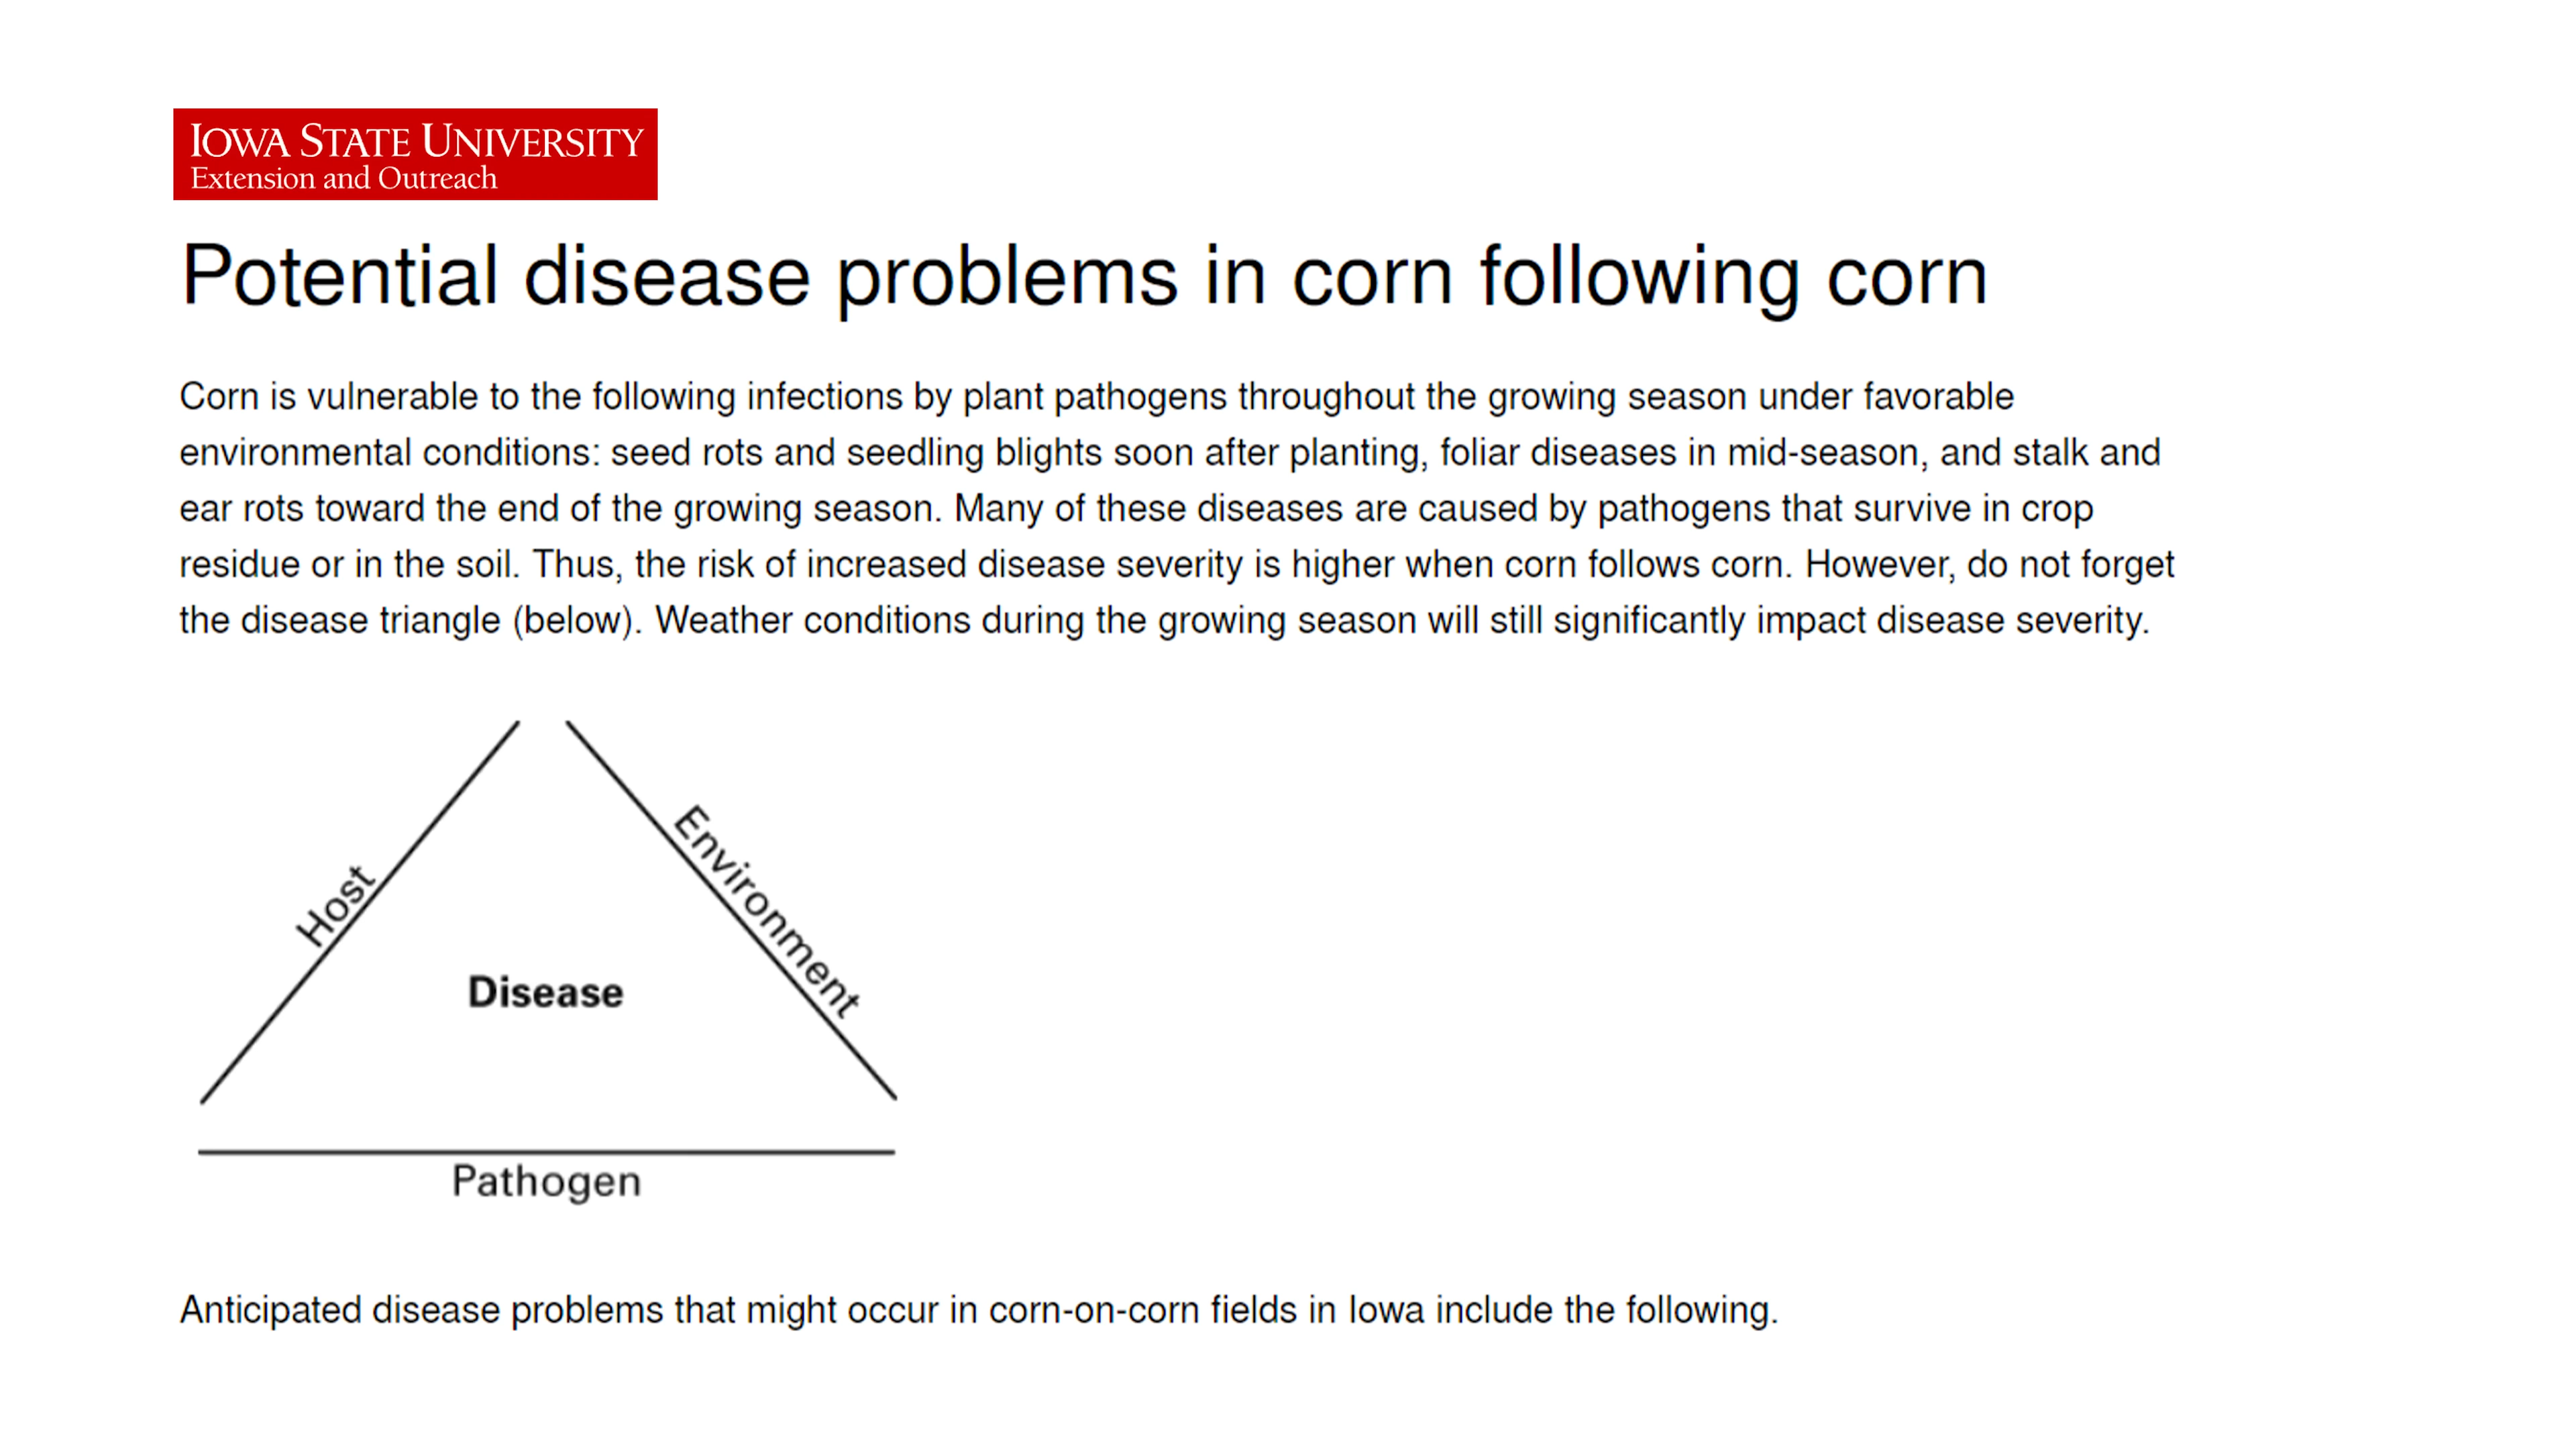 IOWA STATE UNIVERSITY
Extension and Outreach
Potential disease problems in corn following corn
Corn is vulnerable to the following infections by plant pathogens throughout the growing season under favorable
environmental conditions: seed rots and seedling blights soon after planting, foliar diseases in mid-season, and stalk and
ear rots toward the end of the growing season. Many of these diseases are caused by pathogens that survive in crop
residue or in the soil. Thus, the risk of increased disease severity is higher when corn follows corn. However, do not forget
the disease triangle (below). Weather conditions during the growing season will still significantly impact disease severity.
Host
Environment
Disease
Pathogen
Anticipated disease problems that might occur in corn-on-corn fields in Iowa include the following.